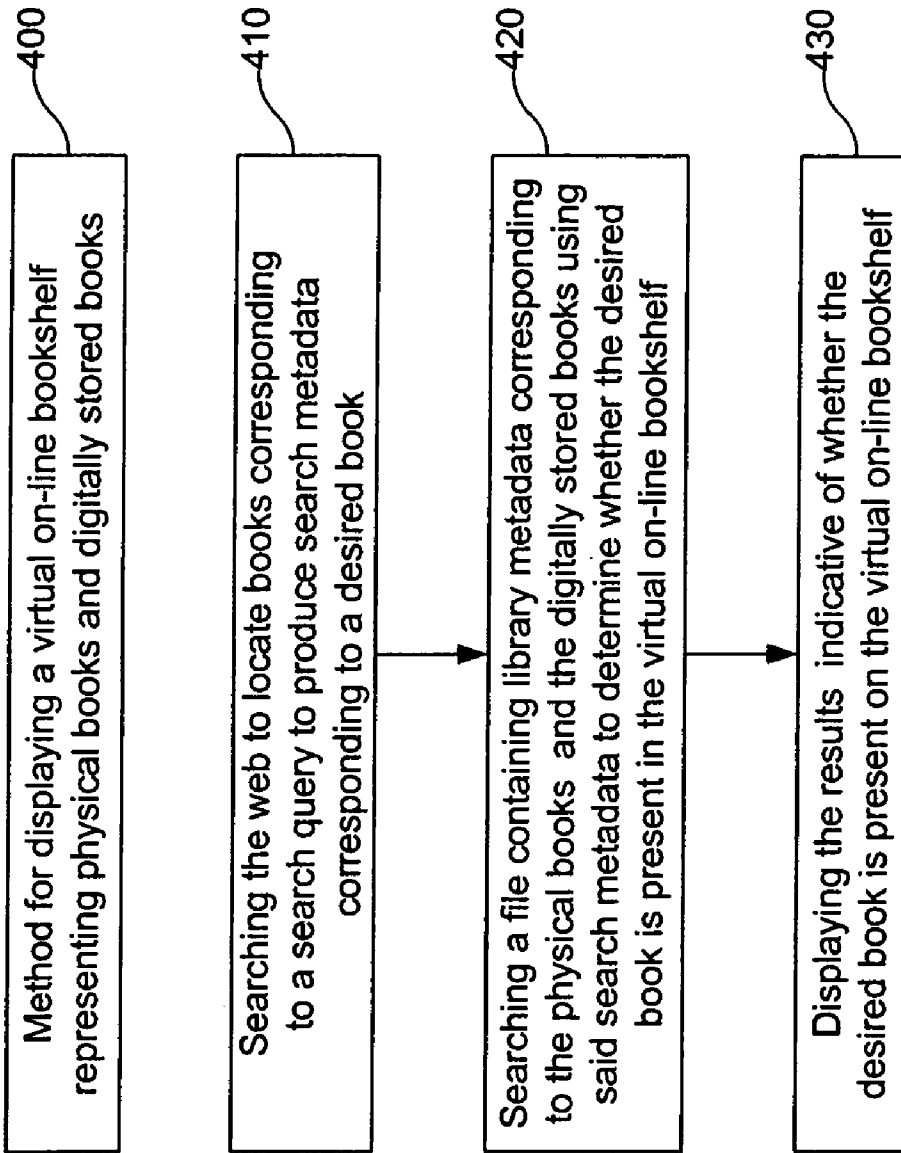 Method for displaying a virtual on-line bookshelf
representing physical books and digitally stored books
400
Searching the web to locate books corresponding
to a search query to produce search metadata
corresponding to a desired book
410
Searching a file containing library metadata corresponding
to the physical books and the digitally stored books using
said search metadata to determine whether the desired
book is present in the virtual on-line bookshelf
420
Displaying the results indicative of whether the
desired book is present on the virtual on-line bookshelf
430